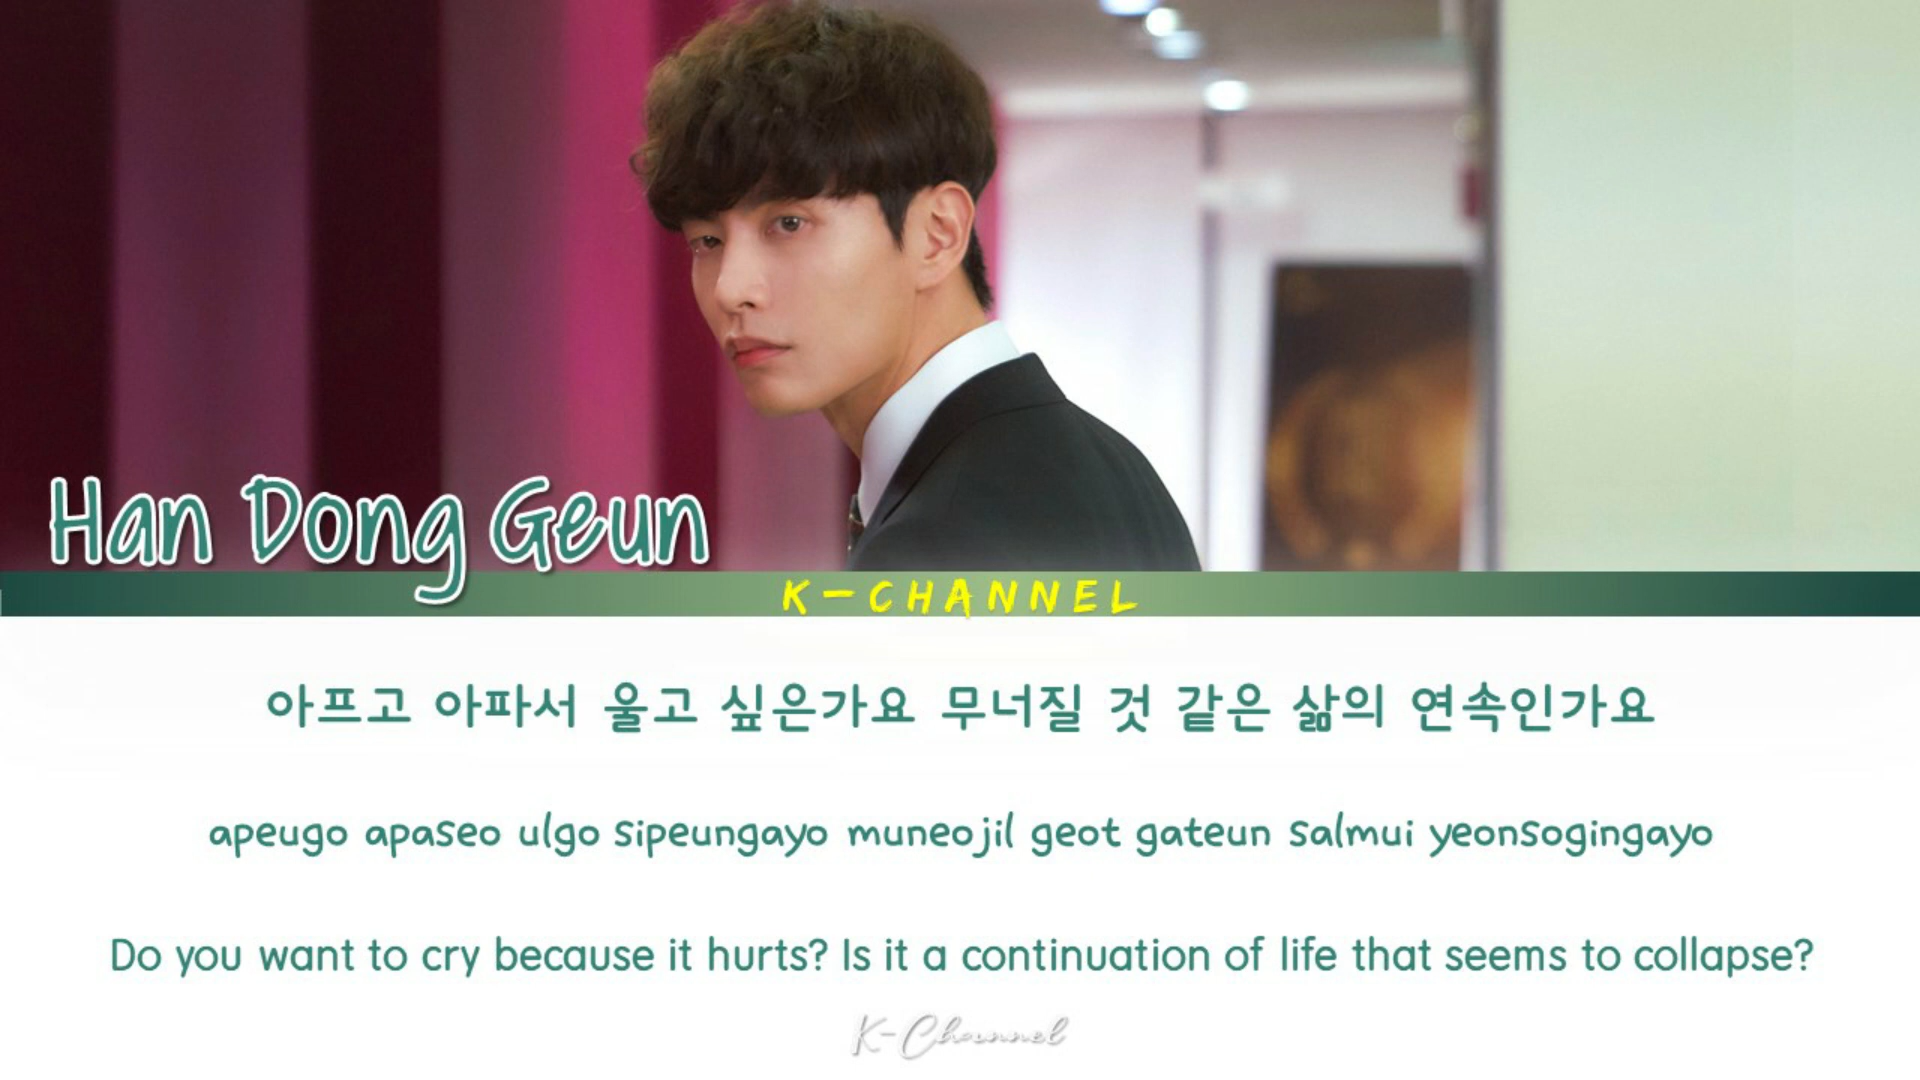 Han Dong Geun
K-CHANNEL
아프고 아파서 울고 싶은가요 무너질 것 같은 삶의 연속인가요
apeugo apaseo ulgo sipeungayo muneojil geot gateun salmui yeonsogingayo
Do you want to cry because it hurts? Is it a continuation of life that seems to collapse?
K-Channel